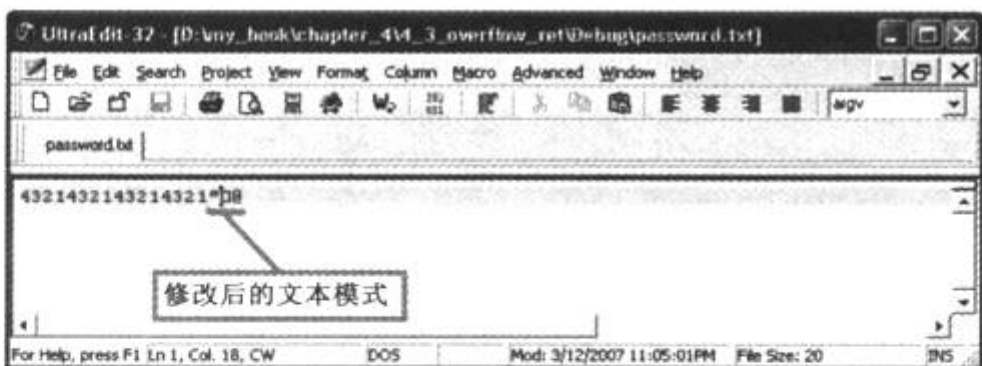 UltraEdit-32 - [D:\my_book\chapter_4\4_3_overflow_ret\Debug\password.txt]
File Edit Search Project View Format Column Macro Advanced Window Help
argv
password.txt
4321432143214321"
修改后的文本模式
For Help, press F1 Ln 1, Col. 18, CW DOS Mod: 3/12/2007 11:05:01PM File Size: 20 INS